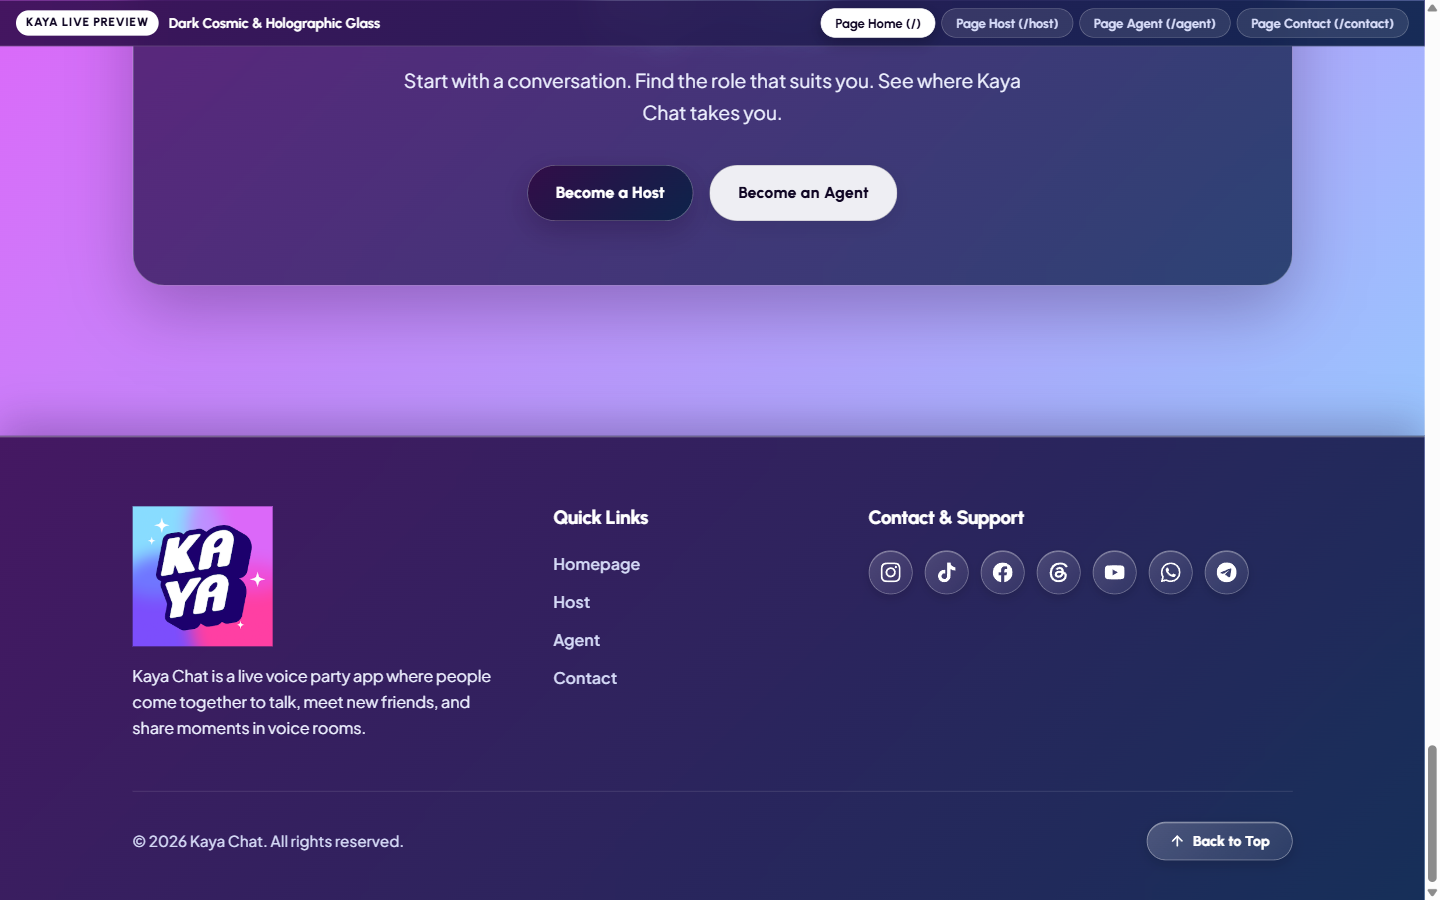 KAYA LIVE PREVIEW
Dark Cosmic & Holographic Glass
Page Home (/)
Page Host (/host)
Page Agent (/agent)
Page Contact (/contact)
Start with a conversation. Find the role that suits you. See where Kaya
Chat takes you.
Become a Host
Become an Agent
KA
YA
Kaya Chat is a live voice party app where people
come together to talk, meet new friends, and
share moments in voice rooms.
Quick Links
Homepage
Host
Agent
Contact
Contact & Support
© 2026 Kaya Chat. All rights reserved.
Back to Top